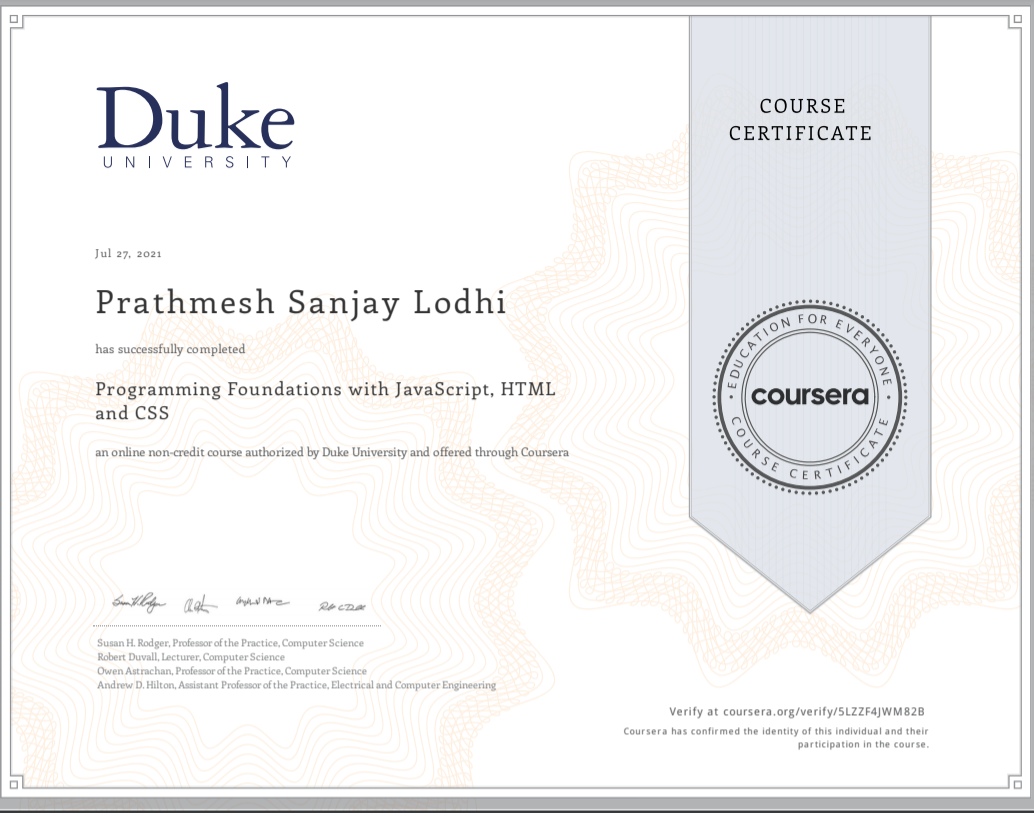 Duke
UNIVERSITY
COURSE
CERTIFICATE
Jul 27, 2021
Prathmesh Sanjay Lodhi
has successfully completed
Programming Foundations with JavaScript, HTML
and CSS
an online non-credit course authorized by Duke University and offered through Coursera
EDUCATION FOR EVERYONE
coursera
COURSE CERTIFICATE
Susan H. Rodger, Professor of the Practice, Computer Science
Robert Duvall, Lecturer, Computer Science
Owen Astrachan, Professor of the Practice, Computer Science
Andrew D. Hilton, Assistant Professor of the Practice, Electrical and Computer Engineering
Verify at coursera.org/verify/5LZZF4JWM82B
Coursera has confirmed the identity of this individual and their
participation in the course.